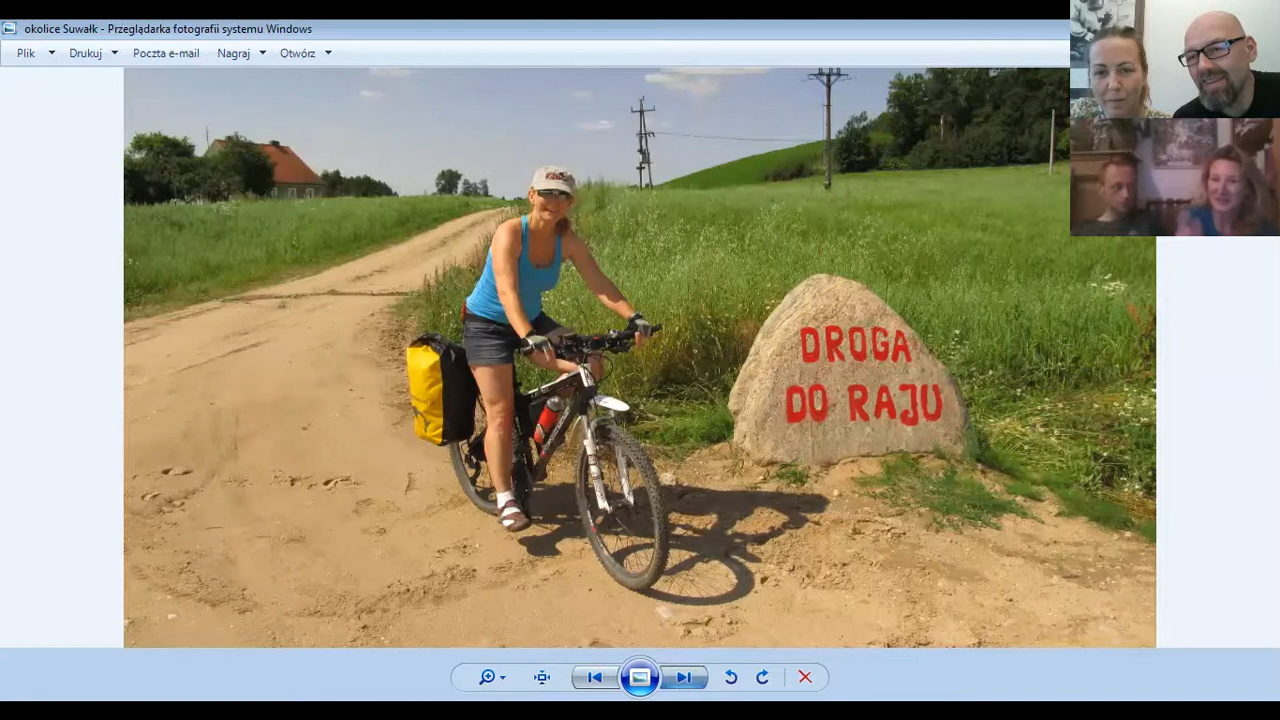 okolice Suwałk - Przeglądarka fotografii systemu Windows
Plik Drukuj Poczta e-mail Nagraj Otwórz
DROGA
DO RAJU